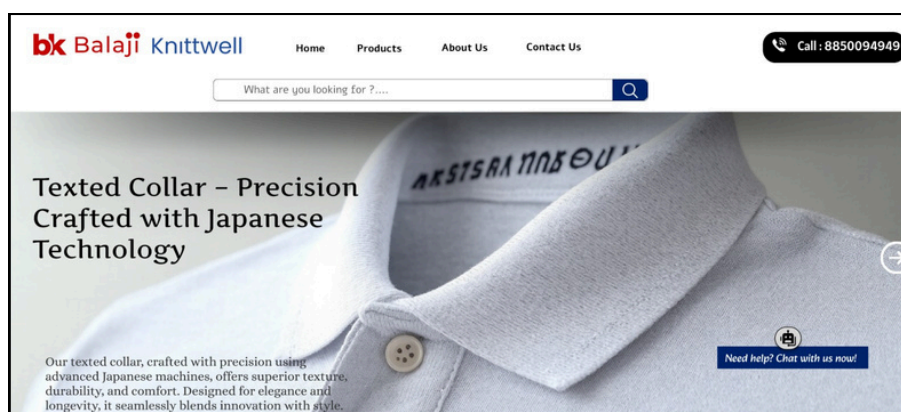 bk Balaji Knittwell
Home Products About Us Contact Us
Call : 8850094949
What are you looking for ?....
Texted Collar – Precision
Crafted with Japanese
Technology
Our texted collar, crafted with precision using
advanced Japanese machines, offers superior texture,
durability, and comfort. Designed for elegance and
longevity, it seamlessly blends innovation with style.
Need help? Chat with us now!